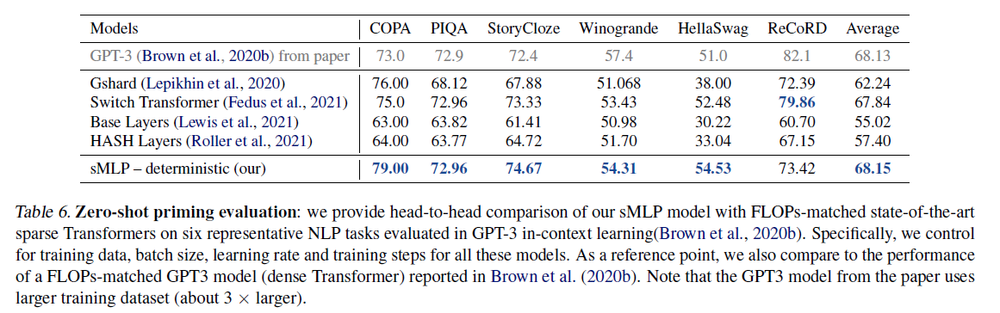 Models COPA PIQA StoryCloze Winogrande HellaSwag ReCoRD Average
GPT-3 (Brown et al., 2020b) from paper 73.0 72.9 72.4 57.4 51.0 82.1 68.13
Gshard (Lepikhin et al., 2020) 76.00 68.12 67.88 51.068 38.00 72.39 62.24
Switch Transformer (Fedus et al., 2021) 75.0 72.96 73.33 53.43 52.48 79.86 67.84
Base Layers (Lewis et al., 2021) 63.00 63.82 61.41 50.98 30.22 60.70 55.02
HASH Layers (Roller et al., 2021) 64.00 63.77 64.72 51.70 33.04 67.15 57.40
sMLP – deterministic (our) 79.00 72.96 74.67 54.31 54.53 73.42 68.15
Table 6. Zero-shot priming evaluation: we provide head-to-head comparison of our sMLP model with FLOPs-matched state-of-the-art
sparse Transformers on six representative NLP tasks evaluated in GPT-3 in-context learning(Brown et al., 2020b). Specifically, we control
for training data, batch size, learning rate and training steps for all these models. As a reference point, we also compare to the performance
of a FLOPs-matched GPT3 model (dense Transformer) reported in Brown et al. (2020b). Note that the GPT3 model from the paper uses
larger training dataset (about 3 × larger).